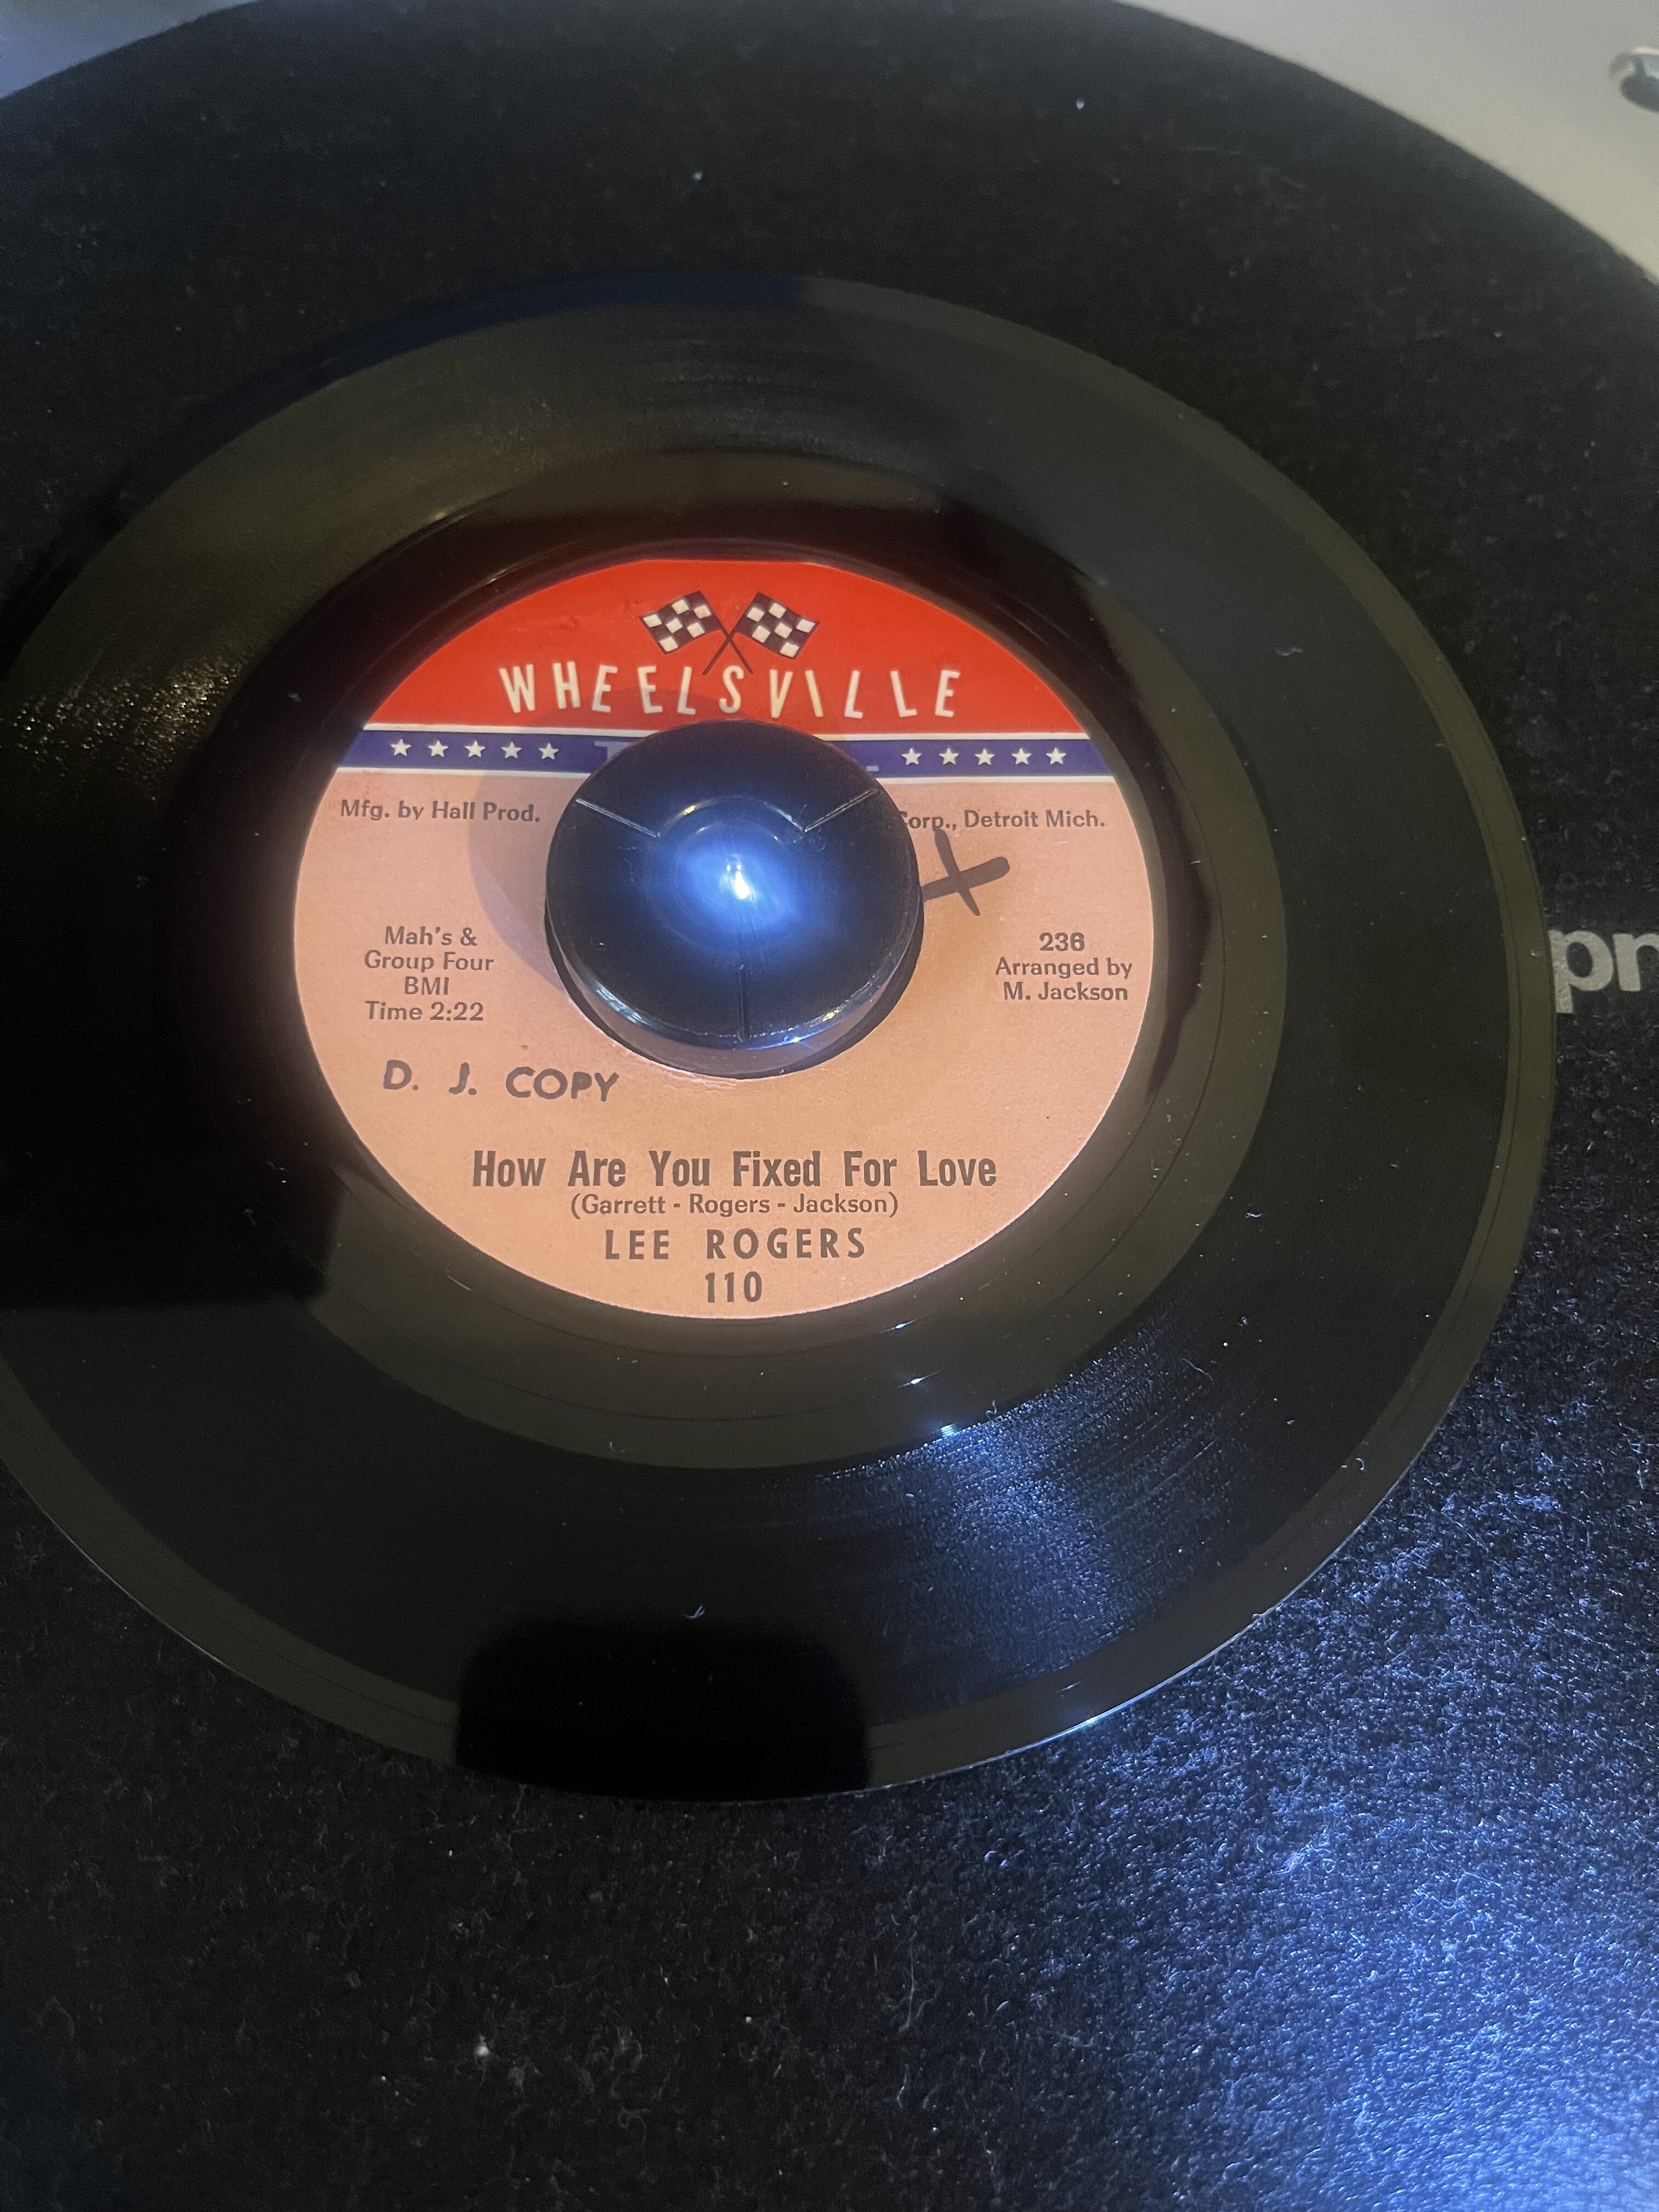 WHEELSVILLE
Mfg. by Hall Prod. Corp., Detroit Mich.
Mah's &
Group Four
BMI
Time 2:22
236
Arranged by
M. Jackson
D. J. COPY
How Are You Fixed For Love
(Garrett - Rogers - Jackson)
LEE ROGERS
110